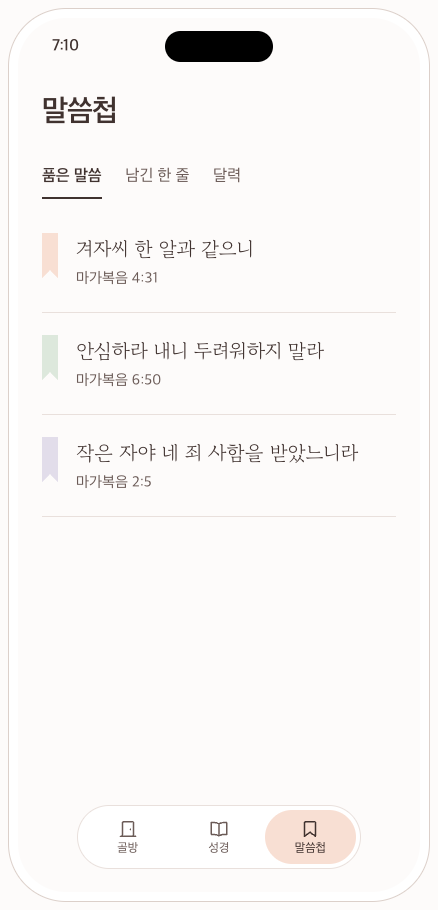 7:10
말씀첩
품은 말씀 남긴 한 줄 달력
겨자씨 한 알과 같으니
마가복음 4:31
안심하라 내니 두려워하지 말라
마가복음 6:50
작은 자야 네 죄 사함을 받았느니라
마가복음 2:5
골방 성경 말씀첩